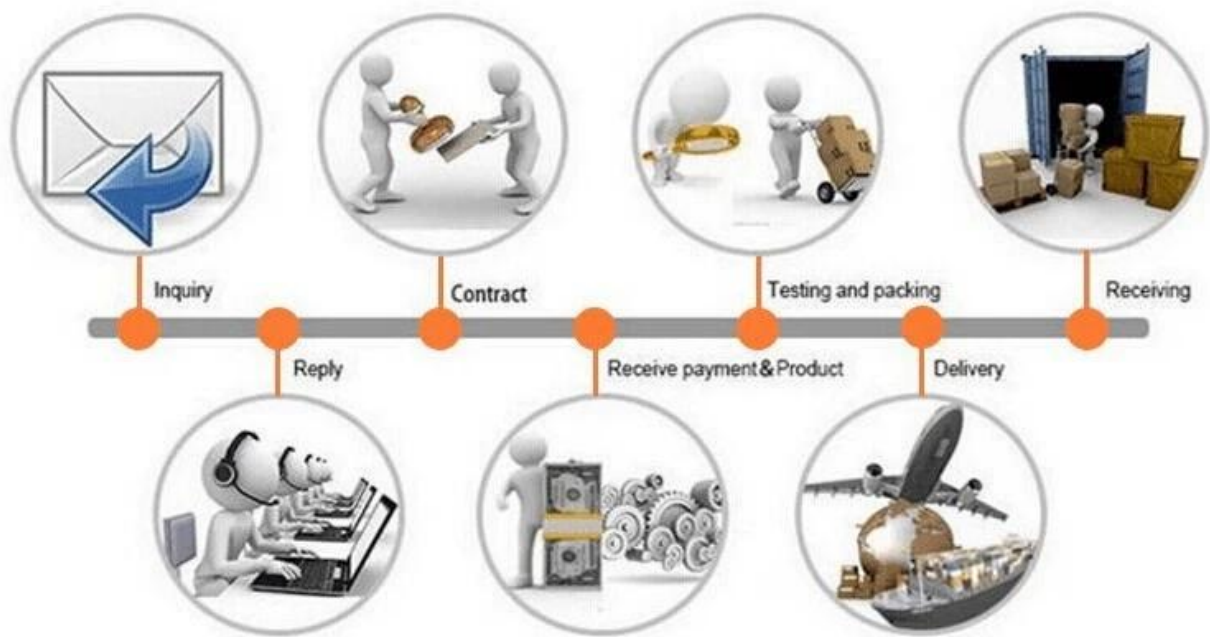 Inquiry
Reply
Contract
Receive payment&Product
Testing and packing
Delivery
Receiving